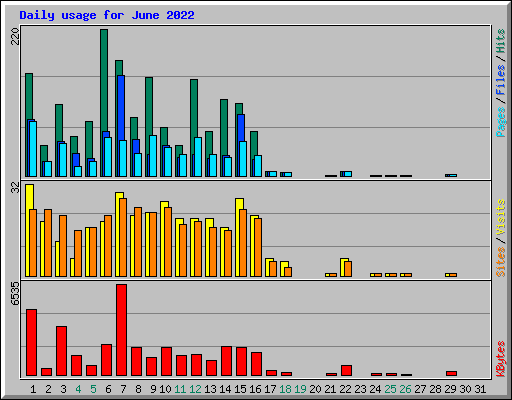 Daily usage for June 2022
220
Pages/Files/Hits
32
Sites/Visits
6535
KBytes
1 2 3 4 5 6 7 8 9 10 11 12 13 14 15 16 17 18 19 20 21 22 23 24 25 26 27 28 29 30 31